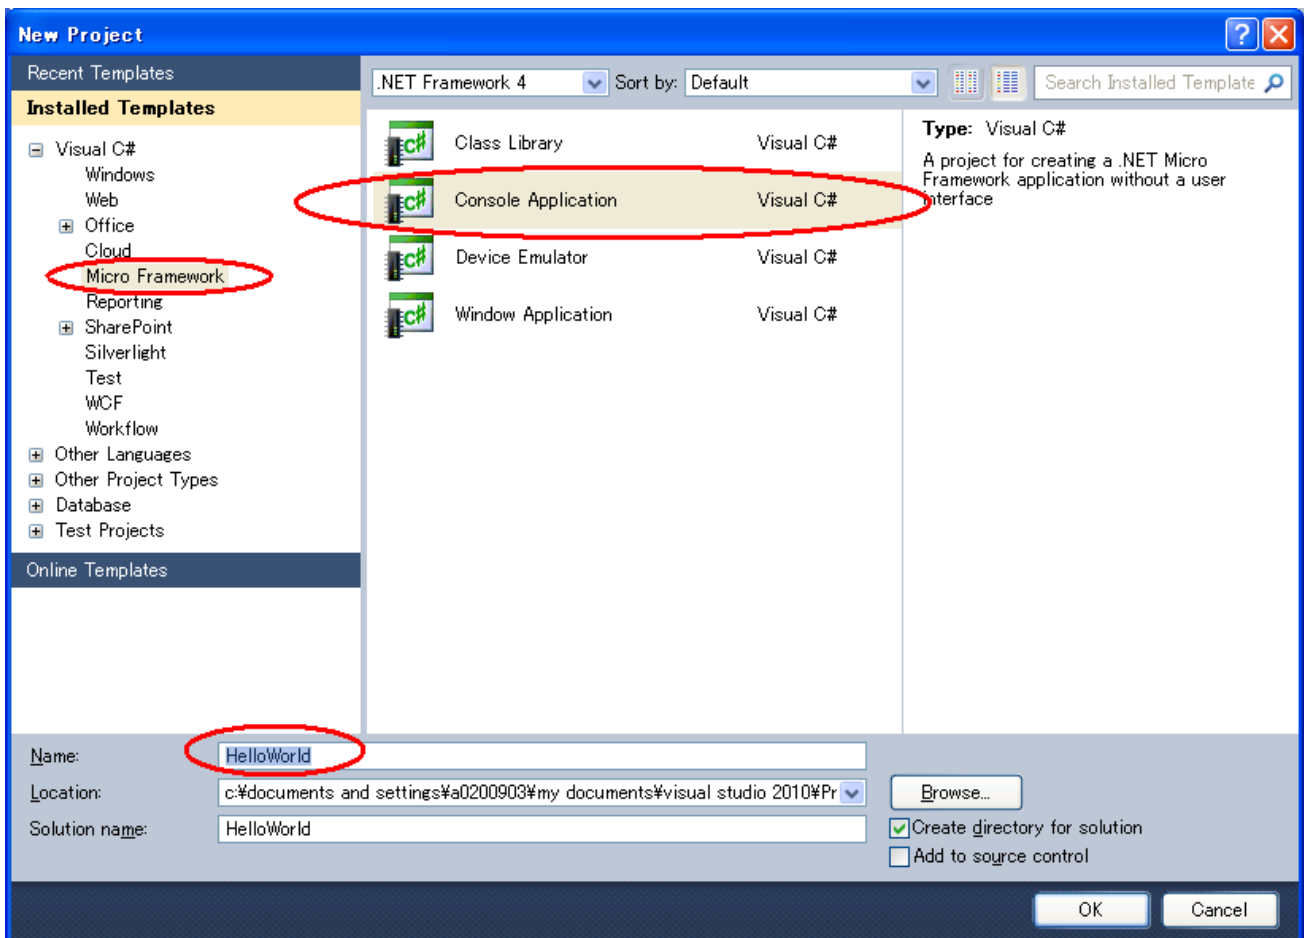 New Project
Recent Templates
Installed Templates
Visual C#
Windows
Web
Office
Cloud
Micro Framework
Reporting
SharePoint
Silverlight
Test
WCF
Workflow
Other Languages
Other Project Types
Database
Test Projects
Online Templates
.NET Framework 4 Sort by: Default Search Installed Template
Class Library Visual C#
Console Application Visual C#
Device Emulator Visual C#
Window Application Visual C#
Type: Visual C#
A project for creating a .NET Micro
Framework application without a user
interface
Name: HelloWorld
Location: c:¥documents and settings¥a0200903¥my documents¥visual studio 2010¥Pr Browse...
Solution name: HelloWorld Create directory for solution
Add to source control
OK Cancel